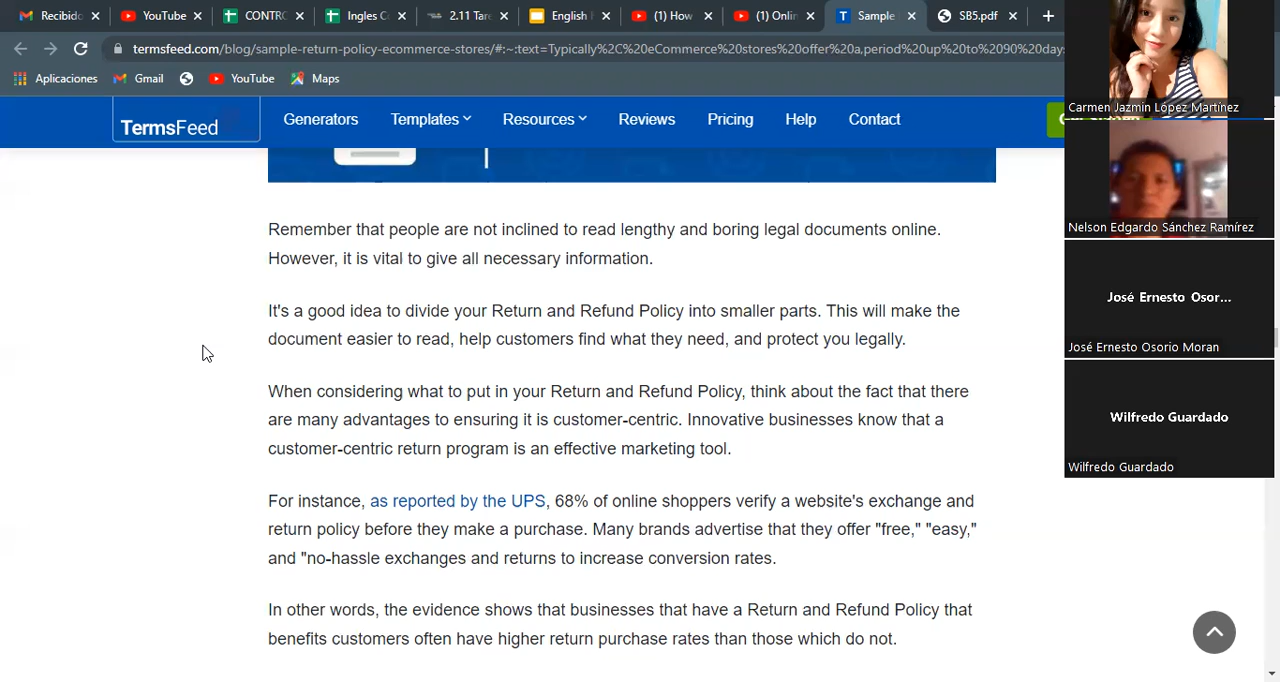 Recibido
YouTube
CONTRO
Ingles C
2.11 Tar
English
(1) How
(1) Onlin
Sample
SB5.pdf
termsfeed.com/blog/sample-return-policy-ecommerce-stores/#:~:text=Typically%2C%20eCommerce%20stores%20offer%20a,period%20up%20to%2090%20day
Aplicaciones
Gmail
YouTube
Maps
TermsFeed
Generators
Templates
Resources
Reviews
Pricing
Help
Contact
Remember that people are not inclined to read lengthy and boring legal documents online.
However, it is vital to give all necessary information.
It's a good idea to divide your Return and Refund Policy into smaller parts. This will make the
document easier to read, help customers find what they need, and protect you legally.
When considering what to put in your Return and Refund Policy, think about the fact that there
are many advantages to ensuring it is customer-centric. Innovative businesses know that a
customer-centric return program is an effective marketing tool.
For instance, as reported by the UPS, 68% of online shoppers verify a website's exchange and
return policy before they make a purchase. Many brands advertise that they offer "free," "easy,"
and "no-hassle exchanges and returns to increase conversion rates.
In other words, the evidence shows that businesses that have a Return and Refund Policy that
benefits customers often have higher return purchase rates than those which do not.
Carmen Jazmin López Martínez
Nelson Edgardo Sánchez Ramírez
José Ernesto Osor...
José Ernesto Osorio Moran
Wilfredo Guardado
Wilfredo Guardado